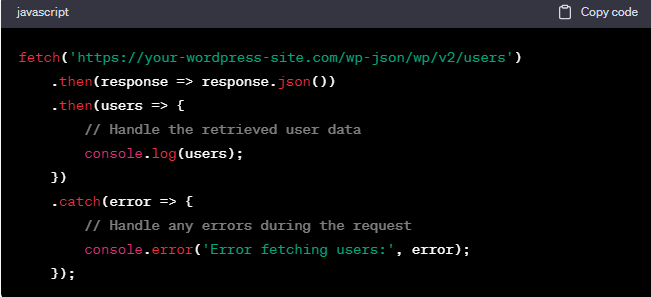 javascript
Copy code
fetch('https://your-wordpress-site.com/wp-json/wp/v2/users')
    .then(response => response.json())
    .then(users => {
        // Handle the retrieved user data
        console.log(users);
    })
    .catch(error => {
        // Handle any errors during the request
        console.error('Error fetching users:', error);
    });